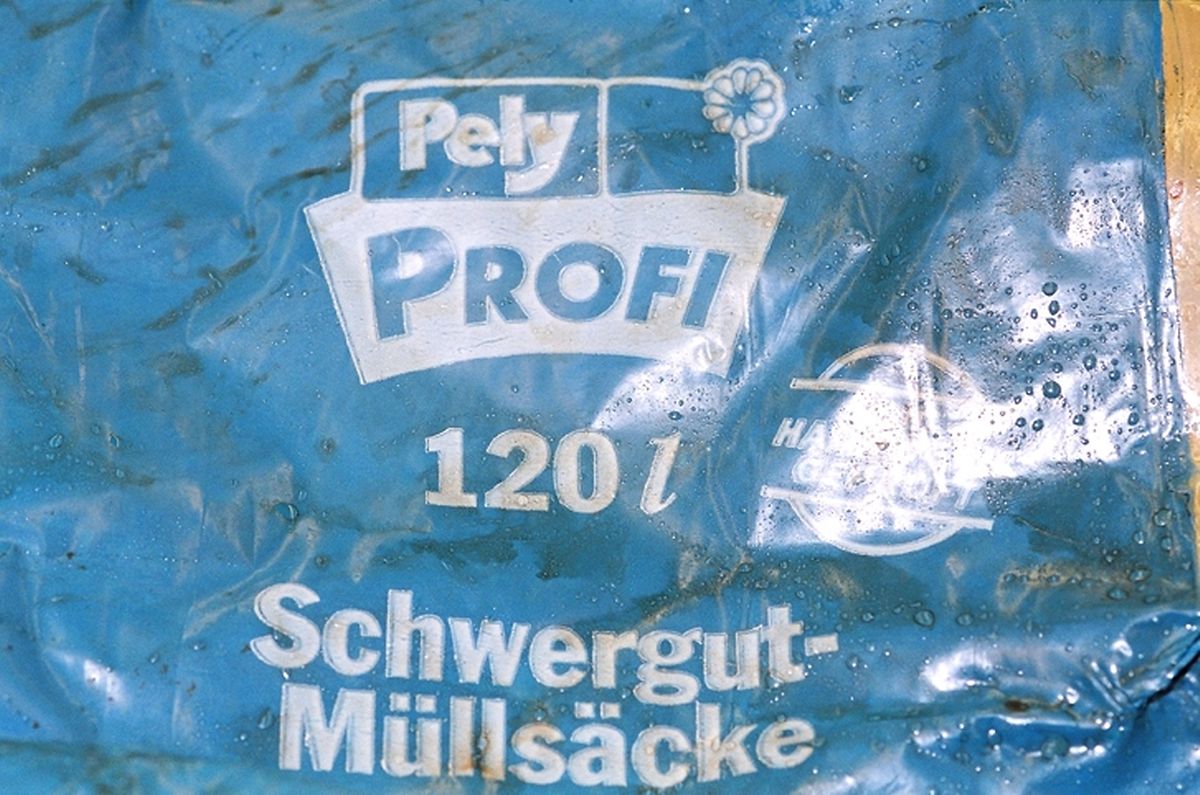 Pely
PROFI
120 l
Schwergut-
Müllsäcke